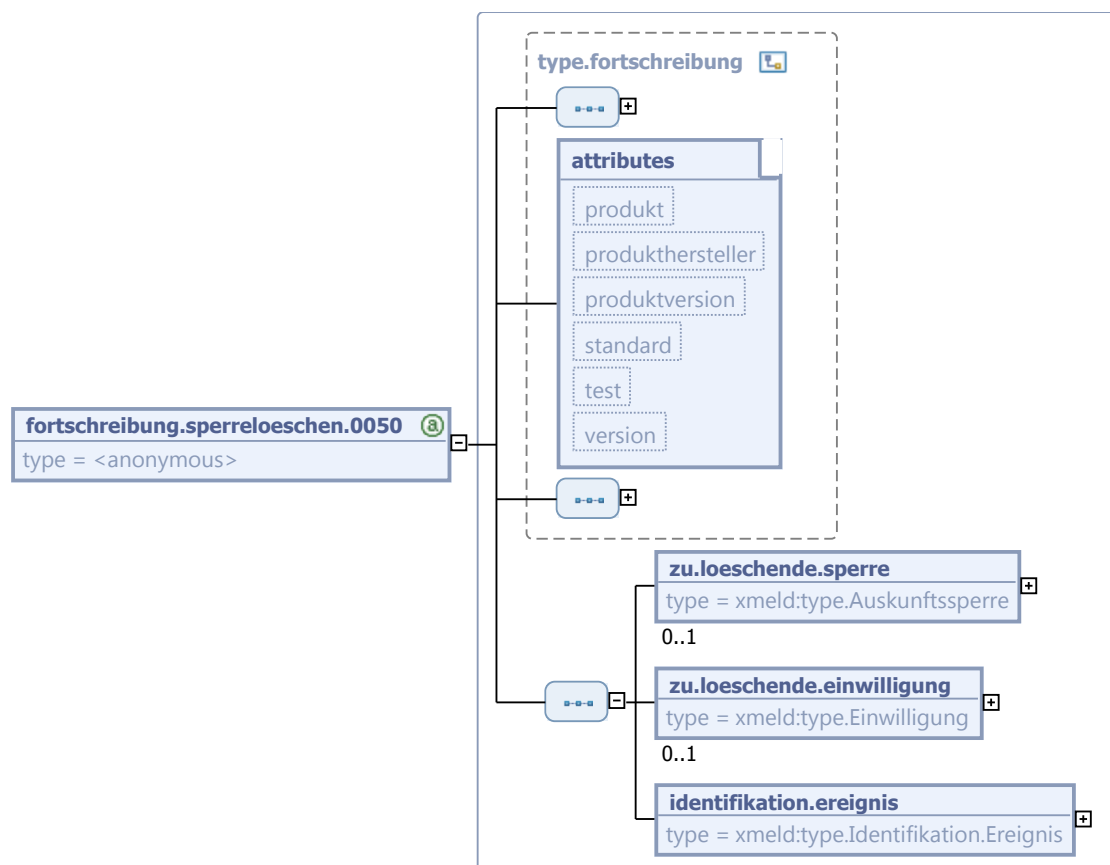 type.fortschreibung
attributes
produkt
produkthersteller
produktversion
standard
test
version
fortschreibung.sperreloeschen.0050 a
type = <anonymous>
zu.loeschende.sperre
type = xmeld:type.Auskunftssperre
0..1
zu.loeschende.einwilligung
type = xmeld:type.Einwilligung
0..1
identifikation.ereignis
type = xmeld:type.Identifikation.Ereignis